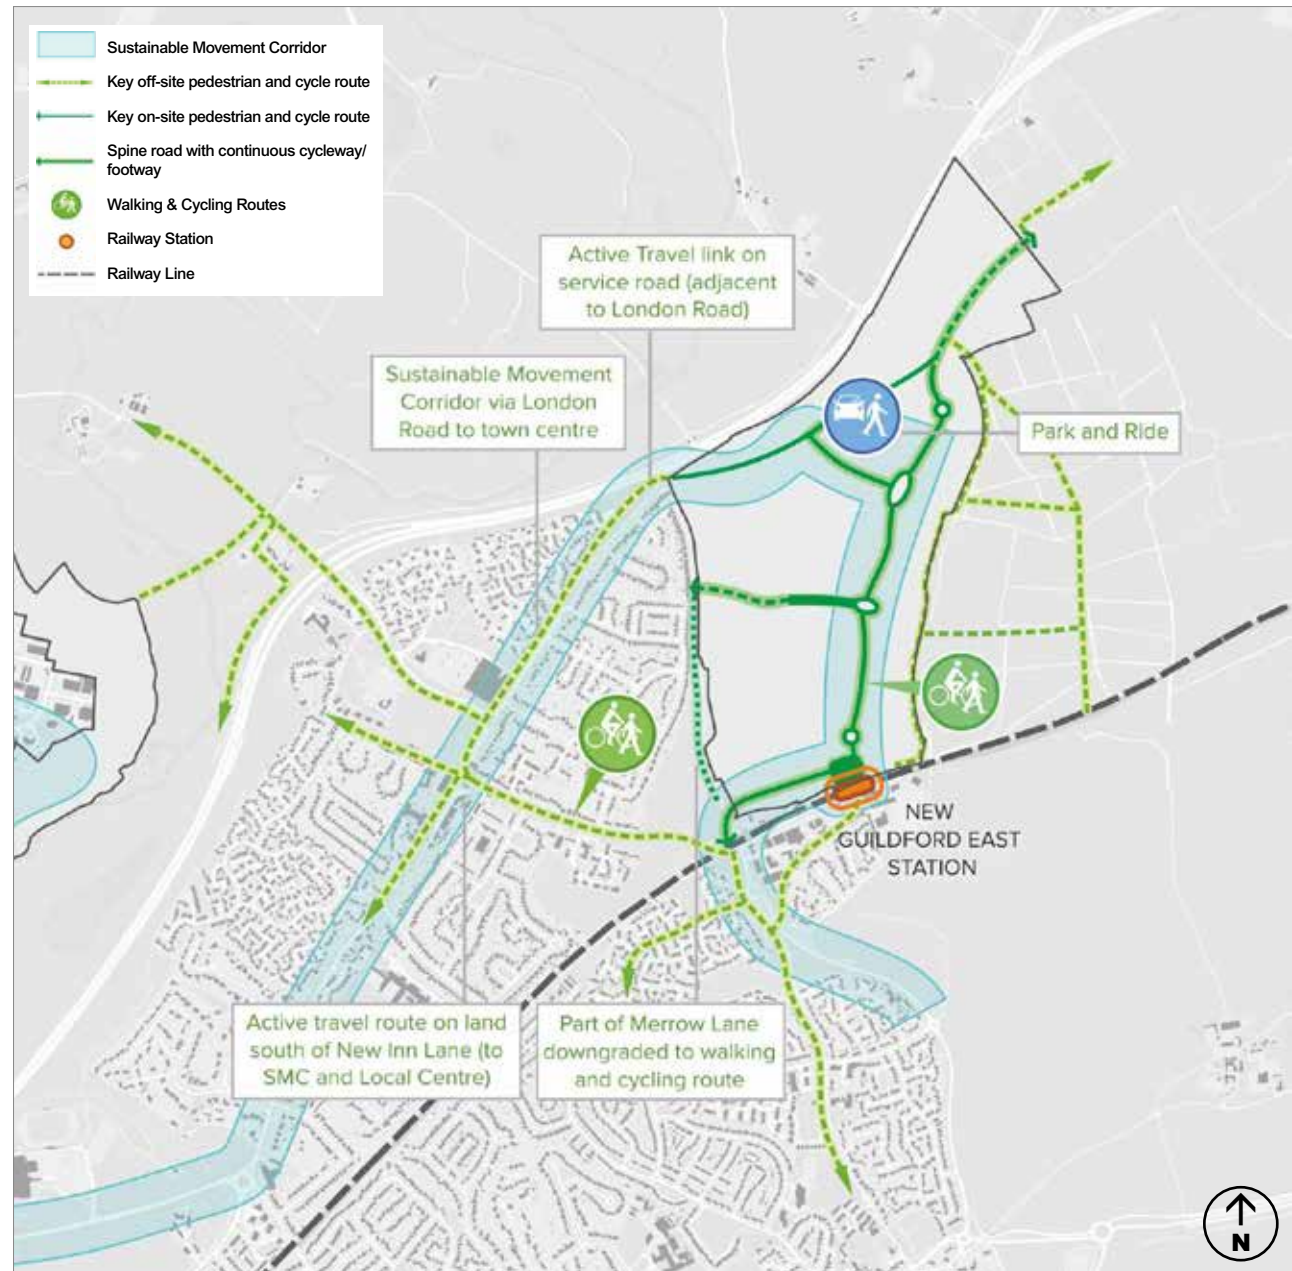 Sustainable Movement Corridor
Key off-site pedestrian and cycle route
Key on-site pedestrian and cycle route
Spine road with continuous cycleway/
footway
Walking & Cycling Routes
Railway Station
Railway Line
Active Travel link on
service road (adjacent
to London Road)
Sustainable Movement
Corridor via London
Road to town centre
Park and Ride
NEW
GUILDFORD EAST
STATION
Active travel route on land
south of New Inn Lane (to
SMC and Local Centre)
Part of Merrow Lane
downgraded to walking
and cycling route
N